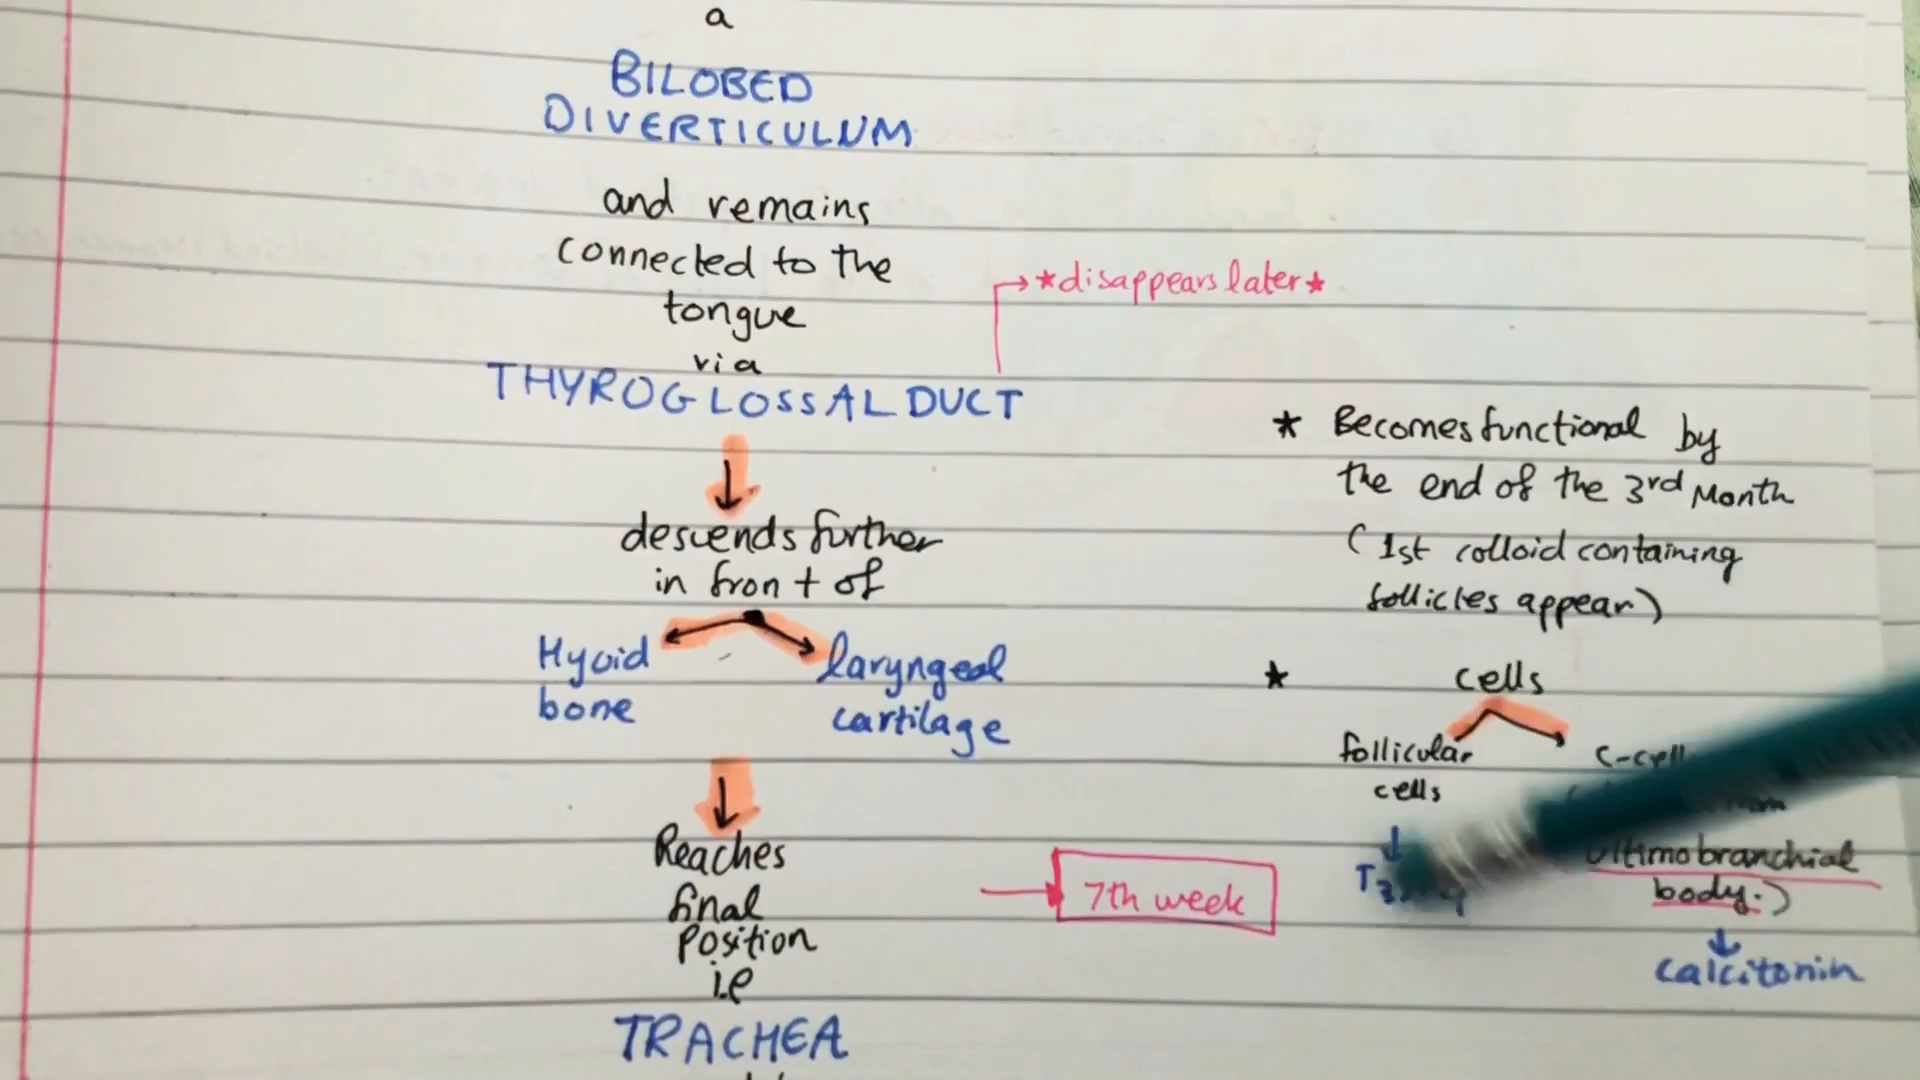 a
BILOBED
DIVERTICULUM
and remains
connected to the
tongue
via
THYROGLOSSAL DUCT
→ *disappears later*
↓
descends further
in front of
Hyoid
bone
laryngeal
cartilage
↓
Reaches
final
Position
i.e
TRACHEA
→ 7th week
* Becomes functional by
the end of the 3rd Month
(1st colloid containing
follicles appear)
* cells
follicular
cells
↓
C-cell
ultimobranchial
body.)
↓
calcitonin